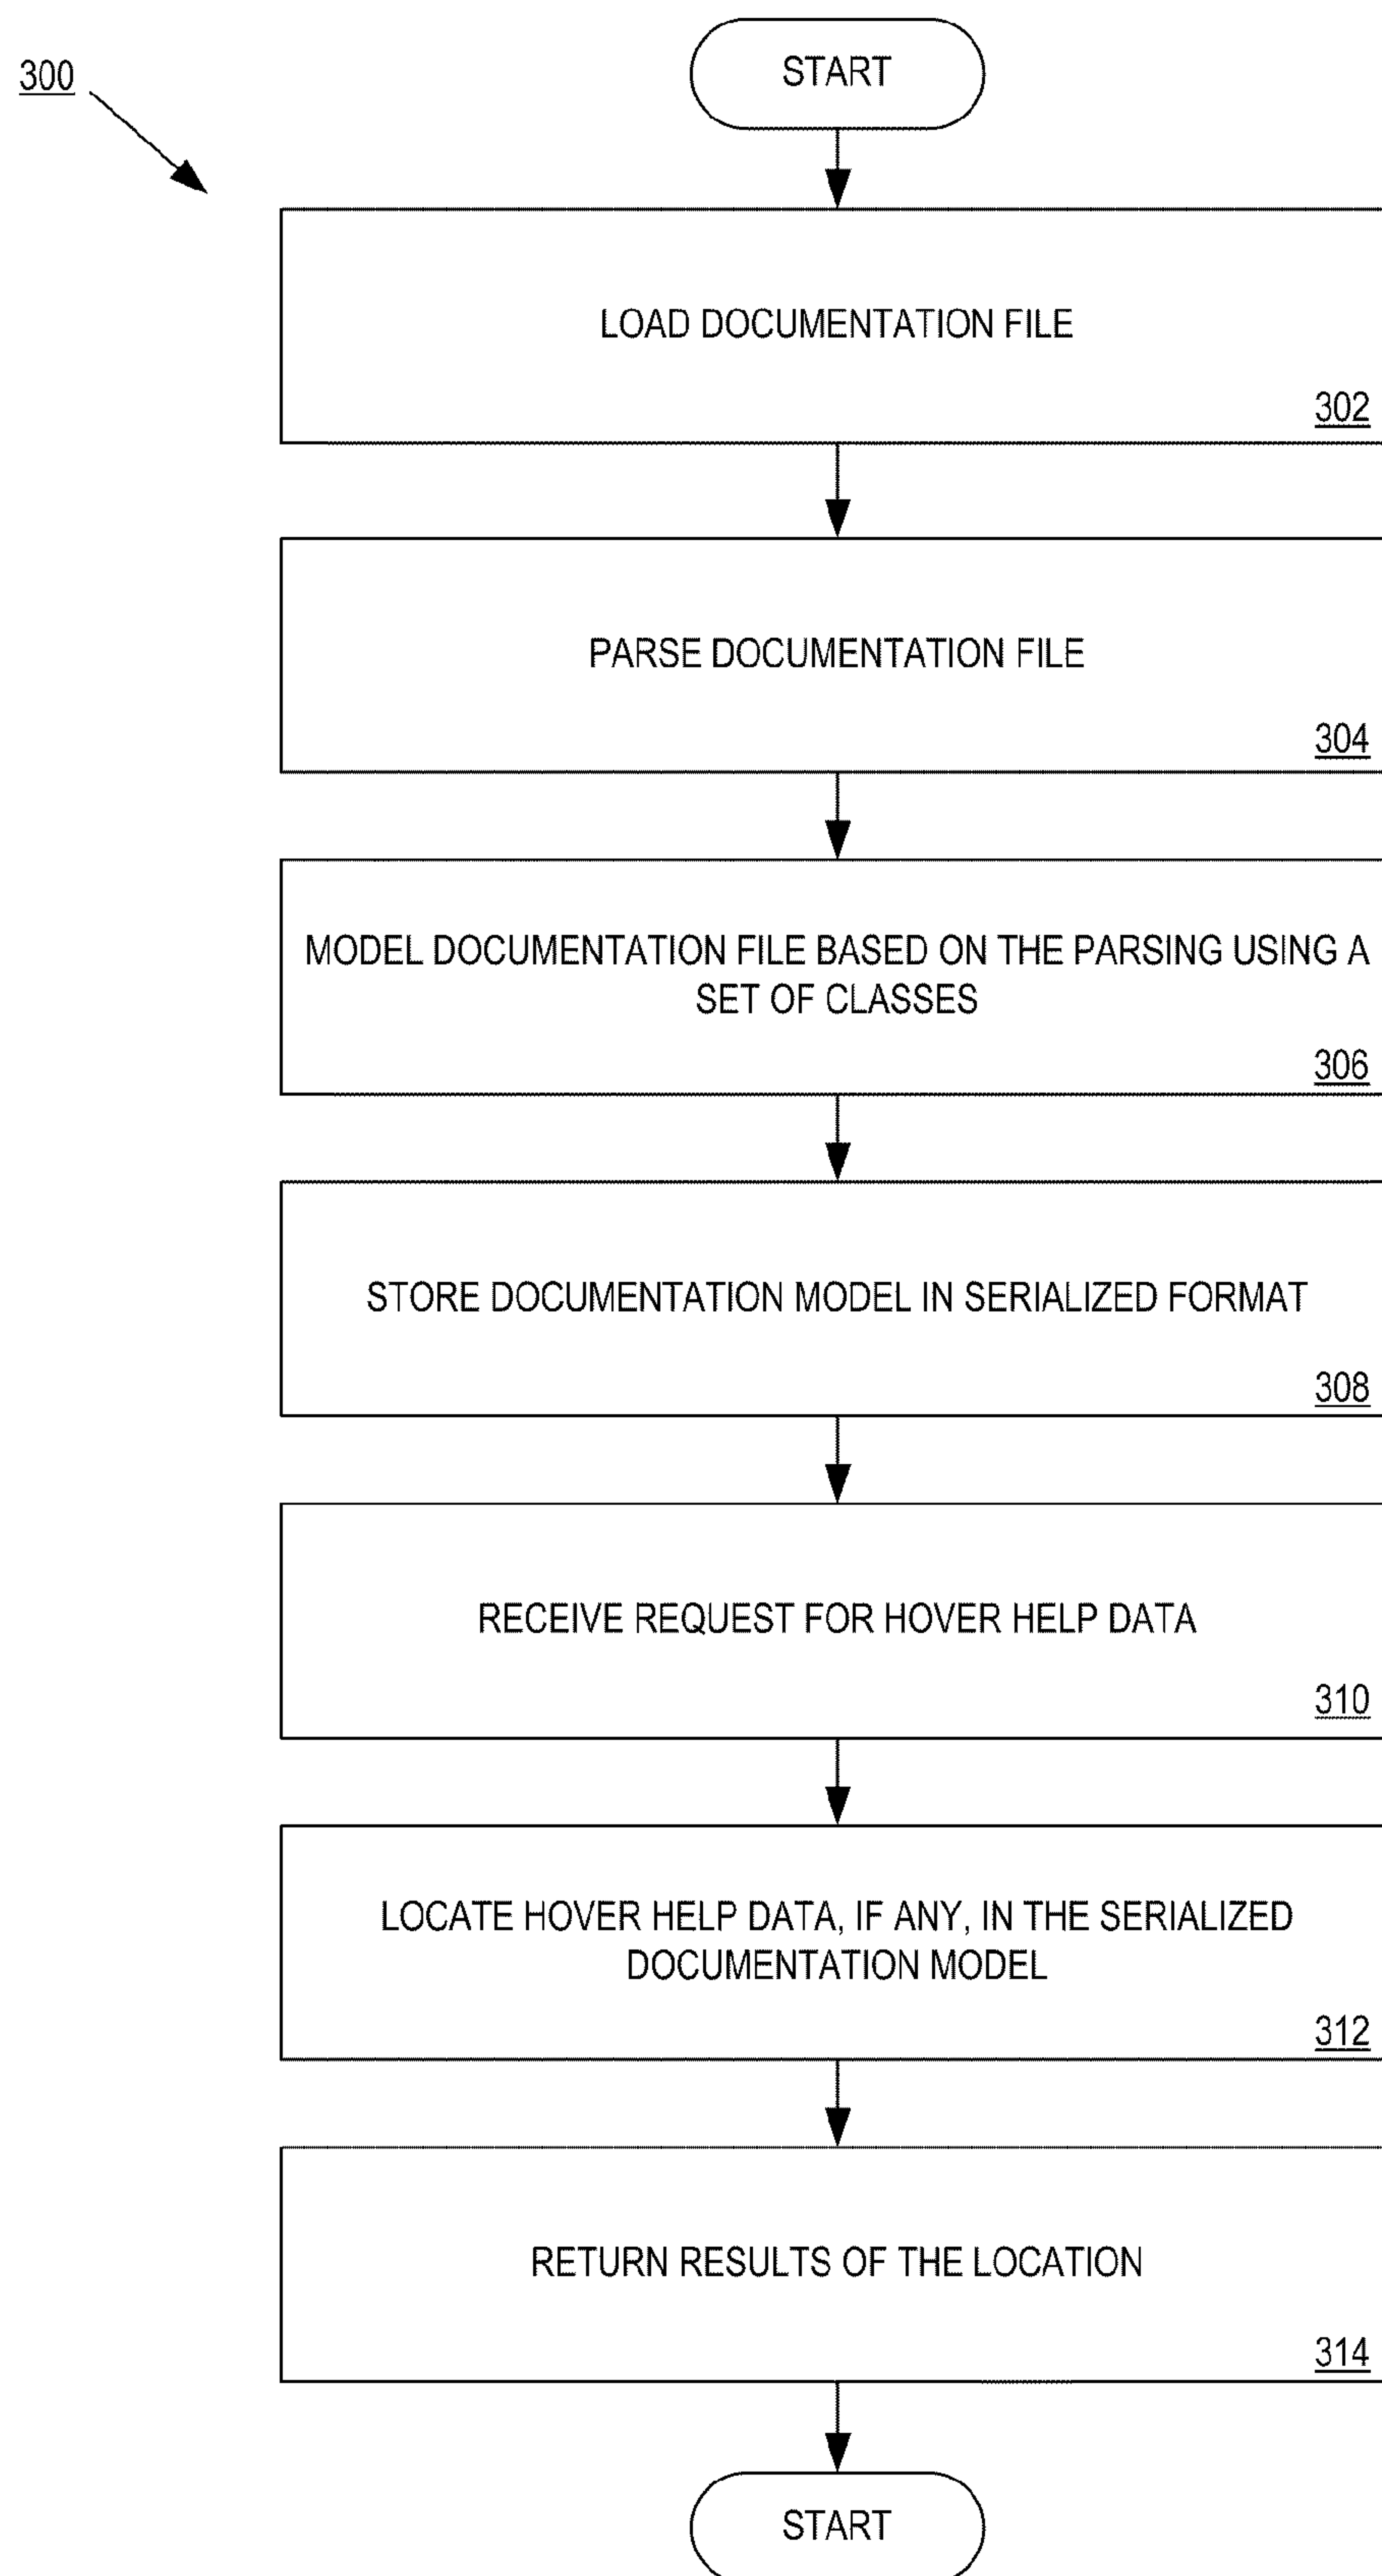 START
300
LOAD DOCUMENTATION FILE
302
PARSE DOCUMENTATION FILE
304
MODEL DOCUMENTATION FILE BASED ON THE PARSING USING A
SET OF CLASSES
306
STORE DOCUMENTATION MODEL IN SERIALIZED FORMAT
308
RECEIVE REQUEST FOR HOVER HELP DATA
310
LOCATE HOVER HELP DATA, IF ANY, IN THE SERIALIZED
DOCUMENTATION MODEL
312
RETURN RESULTS OF THE LOCATION
314
START